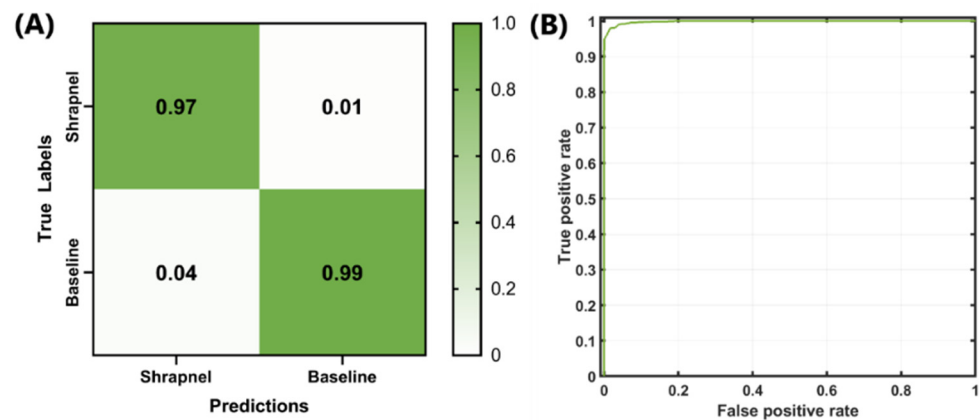 (A)
True Labels
Shrapnel
Baseline
0.97
0.01
0.04
0.99
Shrapnel
Baseline
Predictions
1.0
0.8
0.6
0.4
0.2
0
(B)
True positive rate
1
0.9
0.8
0.7
0.6
0.5
0.4
0.3
0.2
0.1
0
0
0.2
0.4
0.6
0.8
1
False positive rate